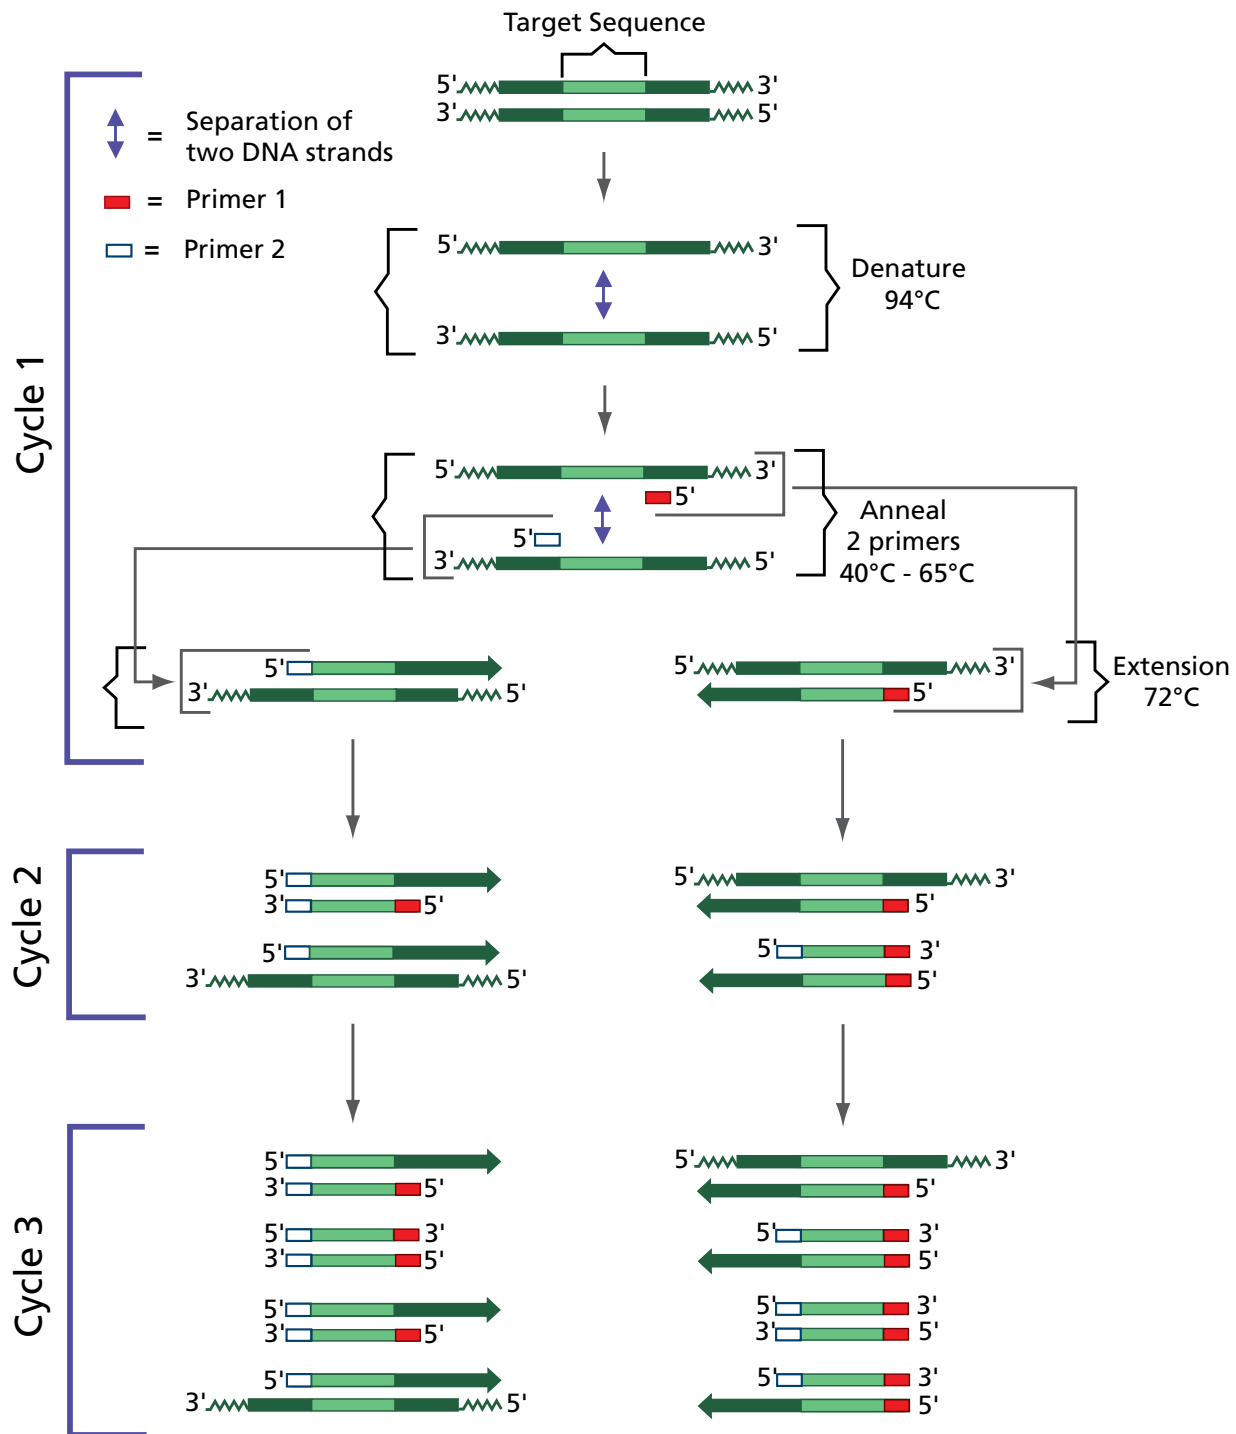 Target Sequence
5' 3'
3' 5'
= Separation of
two DNA strands
= Primer 1
= Primer 2
Cycle 1
5' 3'
Denature
94°C
3' 5'
5' 3'
5'
Anneal
2 primers
40°C - 65°C
5'
3' 5'
5'
3' 5'
5' 3'
5'
Extension
72°C
Cycle 2
5'
3' 5'
5'
3' 5'
5' 3'
5'
5' 3'
5'
Cycle 3
5'
3' 5'
5' 3'
3' 5'
5'
3' 5'
5'
3' 5'
5' 3'
5'
5' 3'
5'
5' 3'
3' 5'
5' 3'
5'